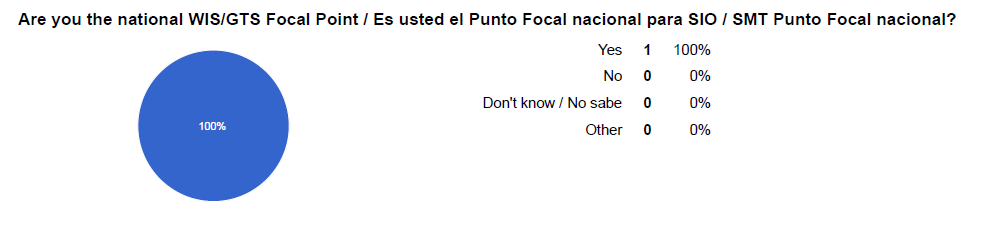 Are you the national WIS/GTS Focal Point / Es usted el Punto Focal nacional para SIO / SMT Punto Focal nacional?
Yes 1 100%
No 0 0%
Don't know / No sabe 0 0%
Other 0 0%
100%